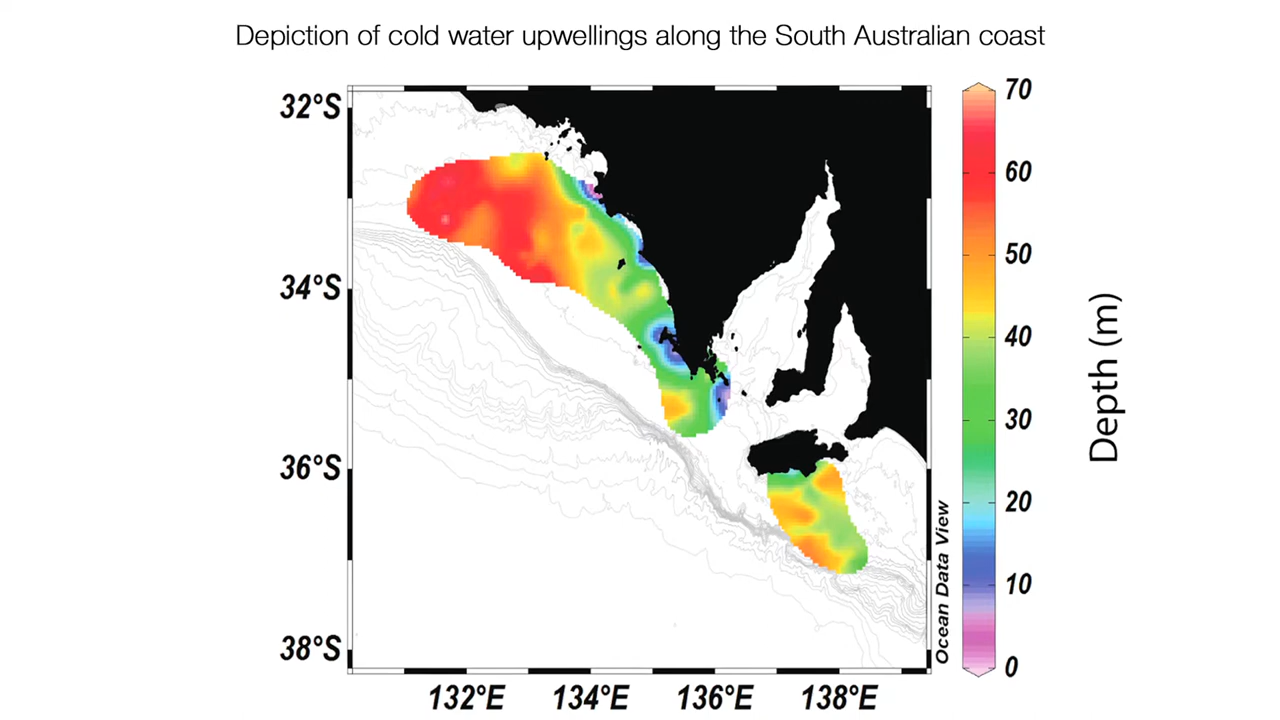 Depiction of cold water upwellings along the South Australian coast
32°S
34°S
36°S
38°S
132°E
134°E
136°E
138°E
Ocean Data View
70
60
50
40
30
20
10
0
Depth (m)